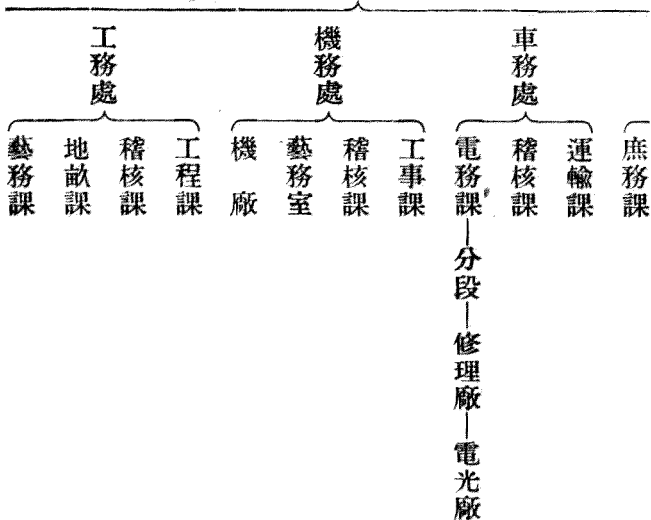 庶務課
車務處
運輸課
稽核課
電務課—分段—修理廠—電光廠
機務處
工事課
稽核課
藝務室
機廠
工務處
工程課
稽核課
地畝課
藝務課